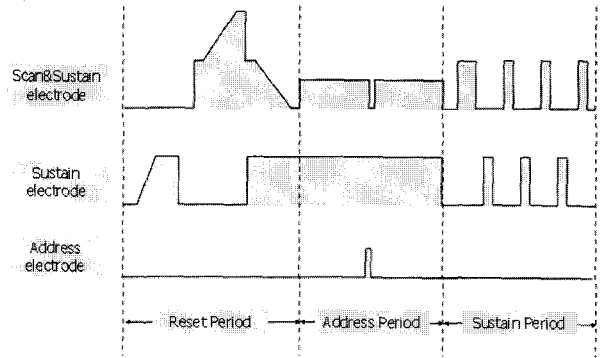 Scan&Sustain
electrode
Sustain
electrode
Address
electrode
Reset Period
Address Period
Sustain Period